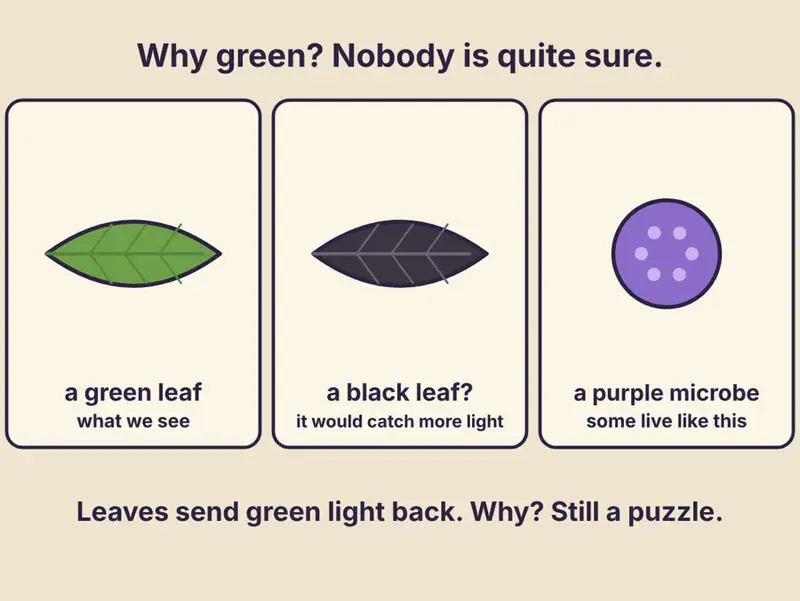 Why green? Nobody is quite sure.
a green leaf
what we see
a black leaf?
it would catch more light
a purple microbe
some live like this
Leaves send green light back. Why? Still a puzzle.